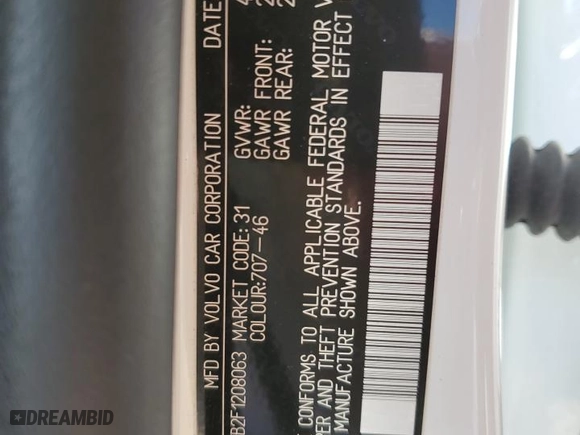 MFD BY VOLVO CAR CORPORATION DATE
B2F1208063 MARKET CODE: 31
COLOUR:707-46
GVWR:
GAWR FRONT:
GAWR REAR:
CONFORMS TO ALL APPLICABLE FEDERAL MOTOR
AND THEFT PREVENTION STANDARDS IN EFFECT
MANUFACTURE SHOWN ABOVE.
DREAMBID